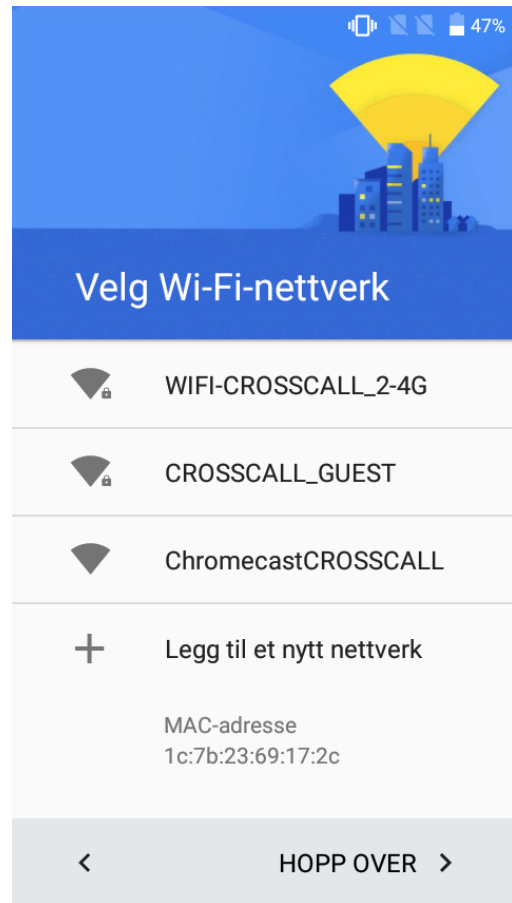 47%
Velg Wi-Fi-nettverk
WIFI-CROSSCALL_2-4G
CROSSCALL_GUEST
ChromecastCROSSCALL
Legg til et nytt nettverk
MAC-adresse
1c:7b:23:69:17:2c
HOPP OVER